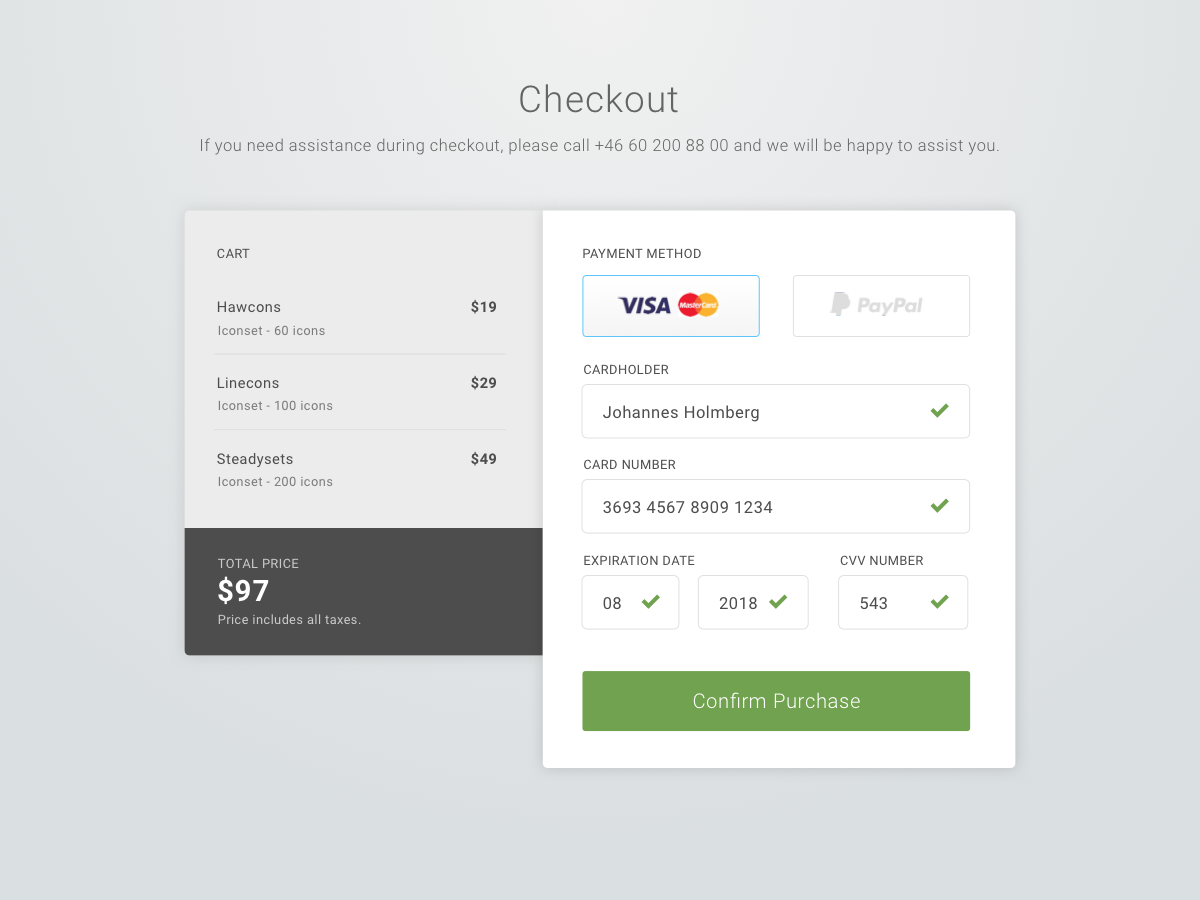 Checkout
If you need assistance during checkout, please call +46 60 200 88 00 and we will be happy to assist you.
CART
Hawcons $19
Iconset - 60 icons
Linecons $29
Iconset - 100 icons
Steadysets $49
Iconset - 200 icons
TOTAL PRICE
$97
Price includes all taxes.
PAYMENT METHOD
VISA MasterCard PayPal
CARDHOLDER
Johannes Holmberg
CARD NUMBER
3693 4567 8909 1234
EXPIRATION DATE CVV NUMBER
08 2018 543
Confirm Purchase